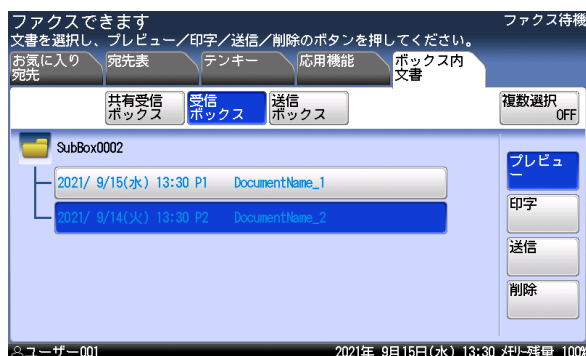 ファクスできます ファクス待機
文書を選択し、プレビュー／印字／送信／削除のボタンを押してください。
お気に入り
宛先
宛先表
テンキー
応用機能
ボックス内
文書
共有受信
ボックス
受信
ボックス
送信
ボックス
複数選択
OFF
SubBox0002
2021/ 9/15(水) 13:30 P1 DocumentName_1
2021/ 9/14(火) 13:30 P2 DocumentName_2
プレビュ
ー
印字
送信
削除
ユーザー001 2021年 9月15日(水) 13:30 ﾒﾓﾘｰ残量 100%